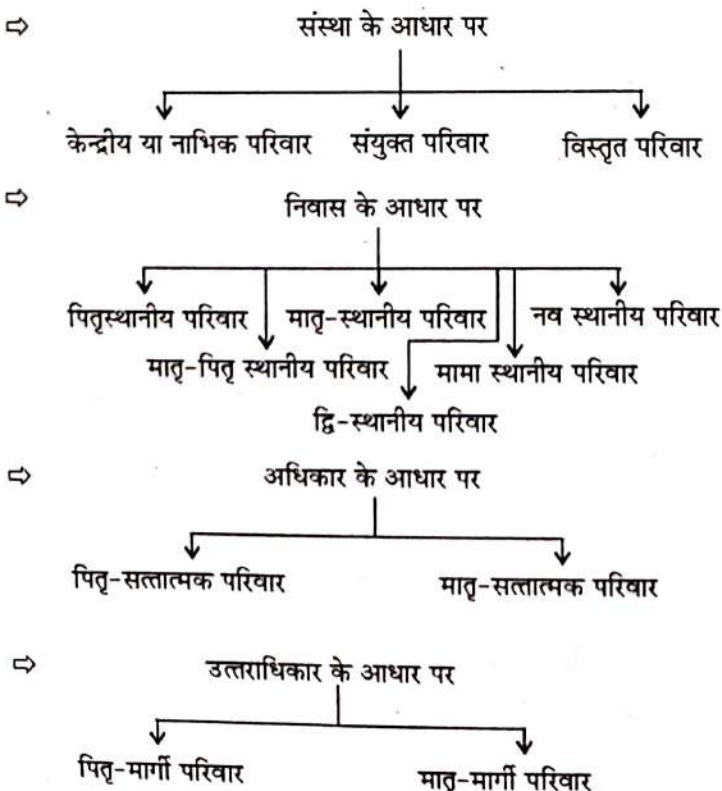 ⇨ संस्था के आधार पर
केन्द्रीय या नाभिक परिवार संयुक्त परिवार विस्तृत परिवार
⇨ निवास के आधार पर
पितृस्थानीय परिवार मातृ-स्थानीय परिवार नव स्थानीय परिवार
मातृ-पितृ स्थानीय परिवार मामा स्थानीय परिवार
द्वि-स्थानीय परिवार
⇨ अधिकार के आधार पर
पितृ-सत्तात्मक परिवार मातृ-सत्तात्मक परिवार
⇨ उत्तराधिकार के आधार पर
पितृ-मार्गी परिवार मातृ-मार्गी परिवार